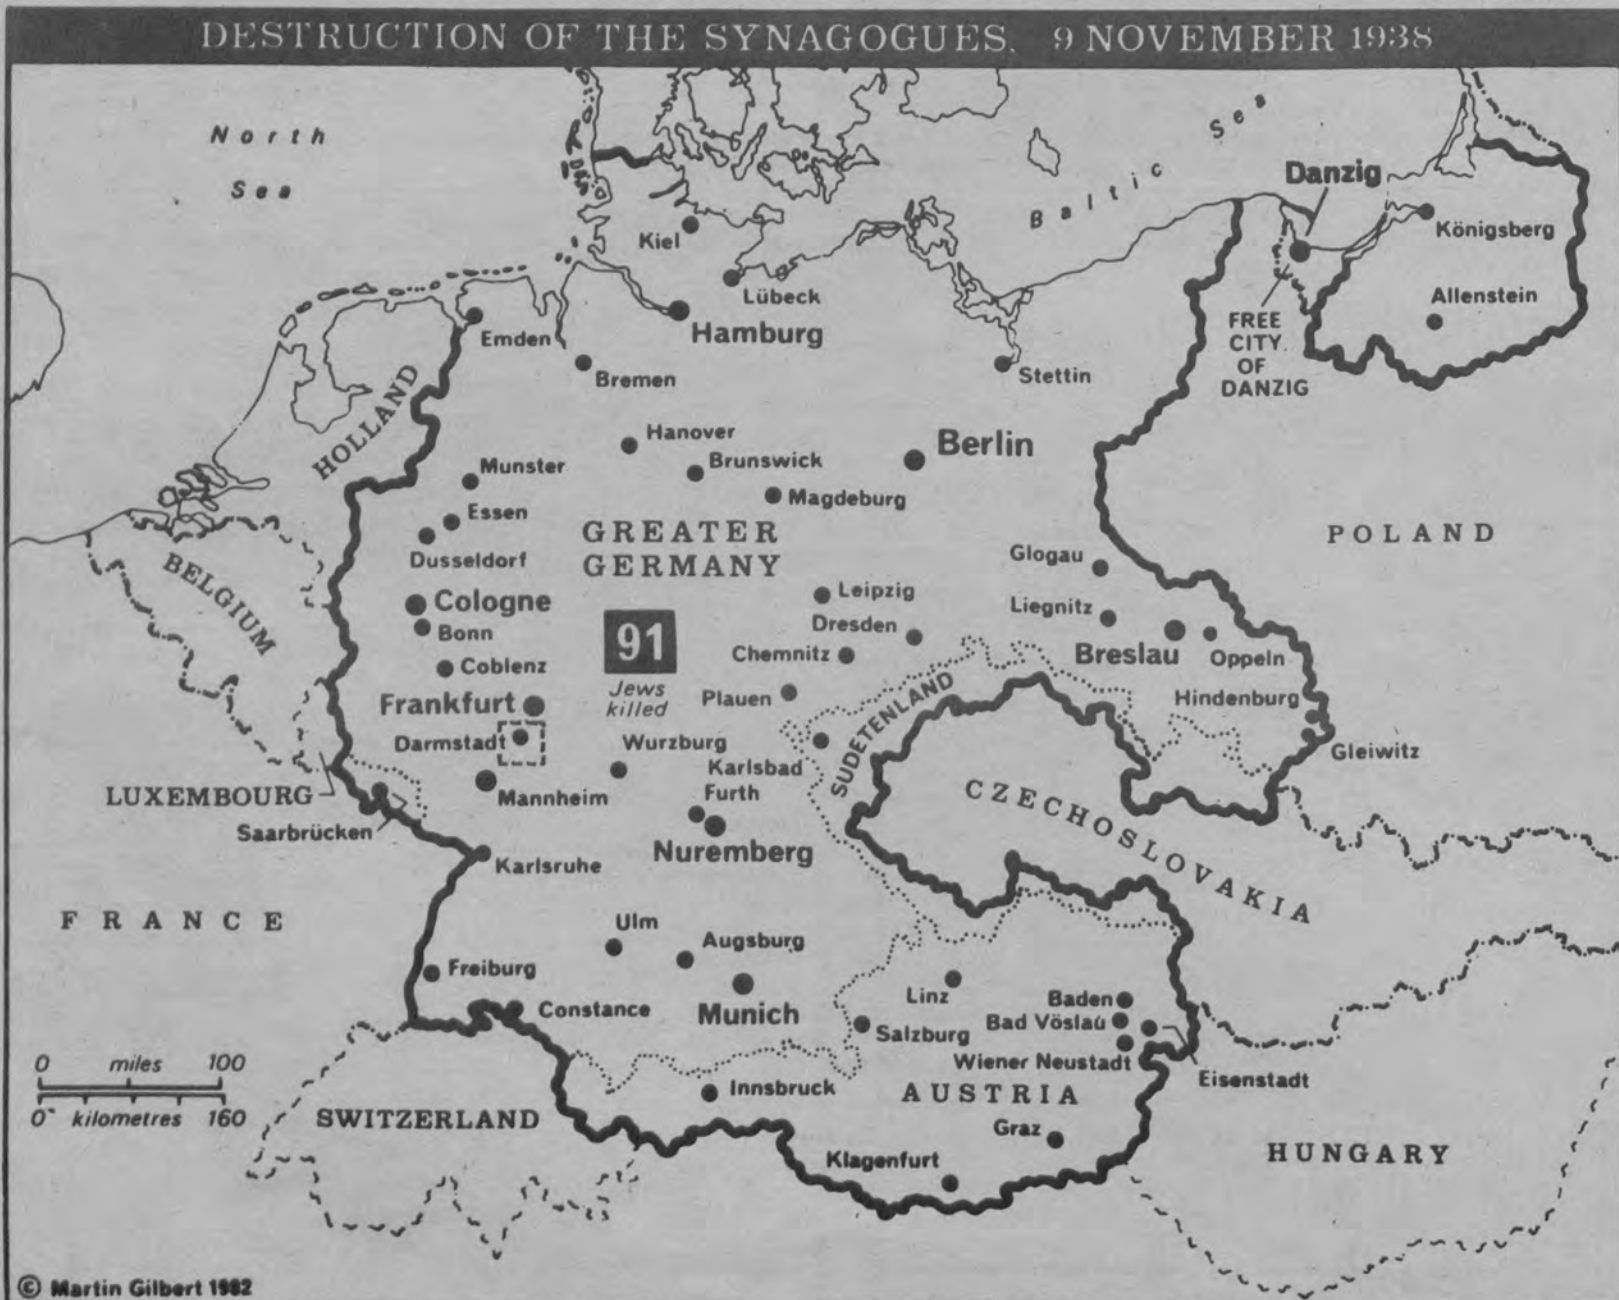 DESTRUCTION OF THE SYNAGOGUES. 9 NOVEMBER 1938
North
Sea
Baltic Sea
Danzig
Kiel
Königsberg
Lübeck
Allenstein
Hamburg
Emden
FREE
CITY
OF
DANZIG
Bremen
Stettin
HOLLAND
Hanover
Berlin
Brunswick
Munster
Magdeburg
Essen
GREATER
GERMANY
POLAND
Dusseldorf
Glogau
BELGIUM
Leipzig
Cologne
Liegnitz
Dresden
Bonn
91
Jews
killed
Chemnitz
Breslau
Oppeln
Coblenz
Plauen
SUDETENLAND
Hindenburg
Frankfurt
Darmstadt
Wurzburg
Gleiwitz
Karlsbad
LUXEMBOURG
Mannheim
Furth
CZECHOSLOVAKIA
Saarbrücken
Nuremberg
Karlsruhe
FRANCE
Ulm
Augsburg
Freiburg
Linz
Baden
Constance
Munich
Bad Vöslaú
Salzburg
Wiener Neustadt
0 miles 100
Eisenstadt
Innsbruck
AUSTRIA
0 kilometres 160
SWITZERLAND
Graz
HUNGARY
Klagenfurt
© Martin Gilbert 1982